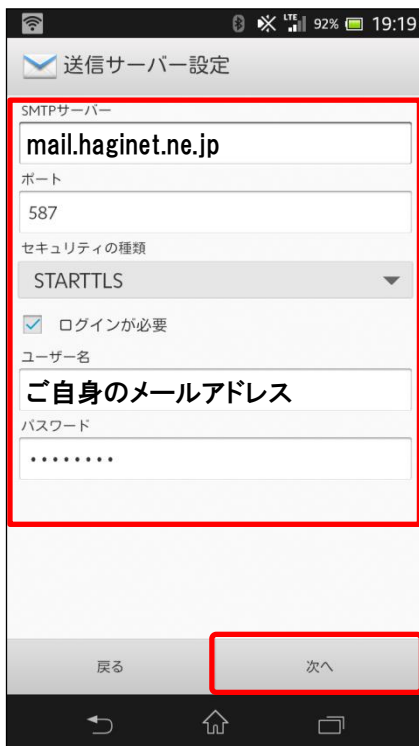 LTE 92% 19:19
送信サーバー設定
SMTPサーバー
mail.haginet.ne.jp
ポート
587
セキュリティの種類
STARTTLS
ログインが必要
ユーザー名
ご自身のメールアドレス
パスワード
••••••••
戻る 次へ